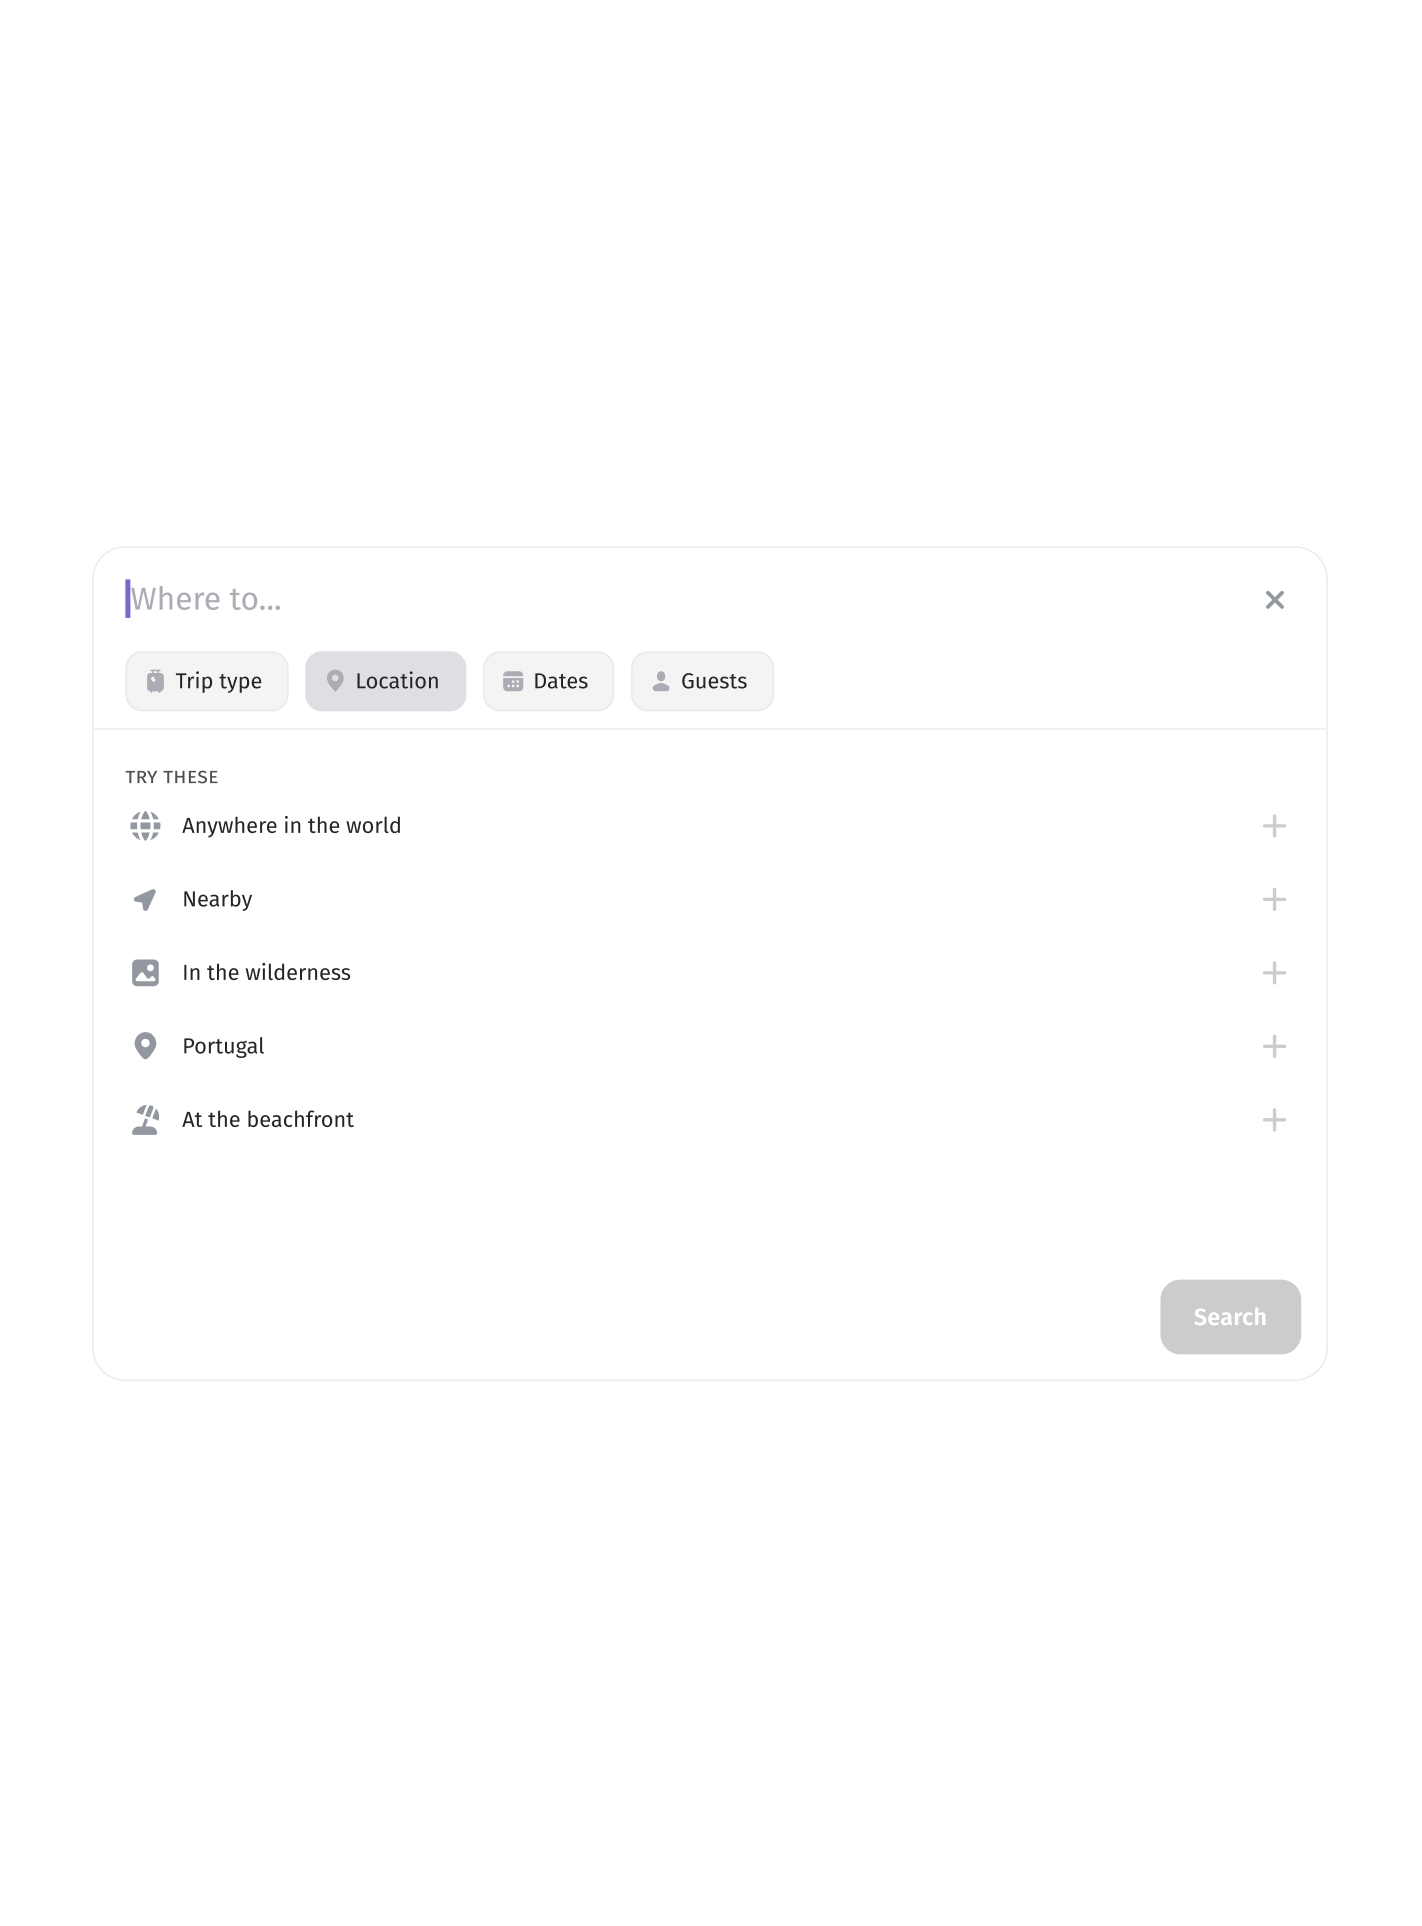 Where to...
Trip type Location Dates Guests
TRY THESE
Anywhere in the world
Nearby
In the wilderness
Portugal
At the beachfront
Search